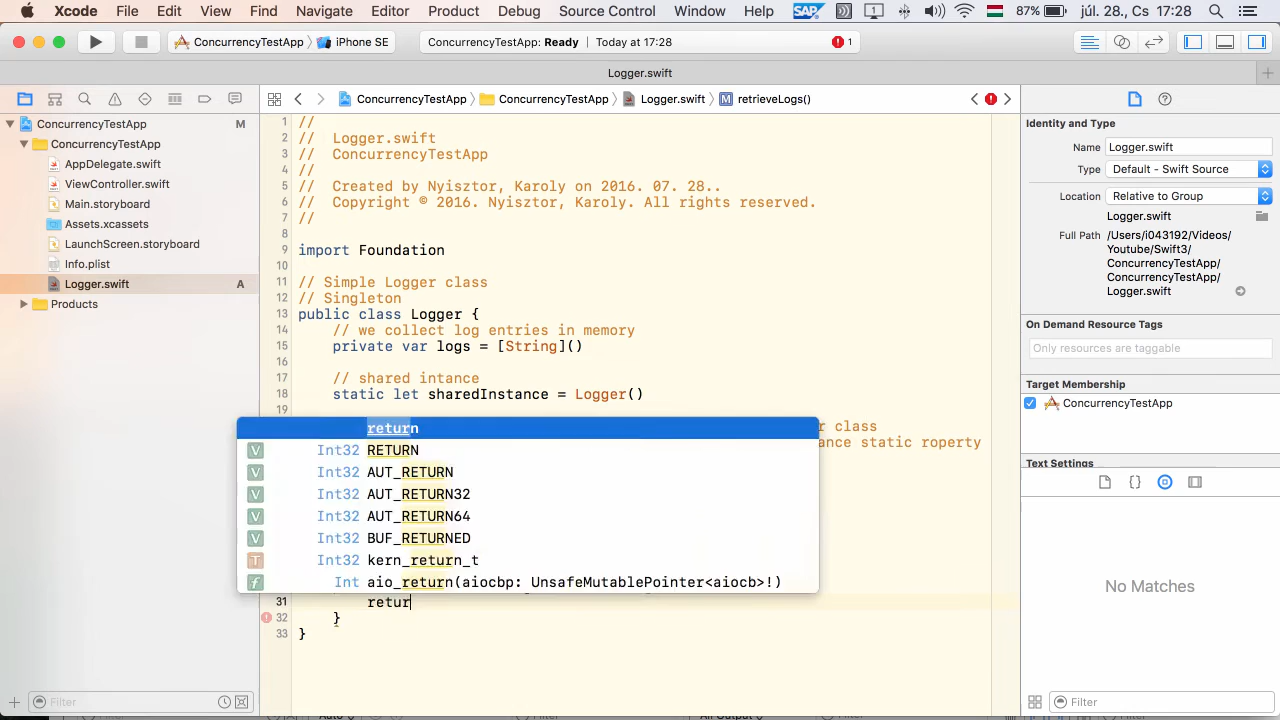 Xcode File Edit View Find Navigate Editor Product Debug Source Control Window Help SAP 1 87% júl. 28., Cs 17:28
ConcurrencyTestApp iPhone SE ConcurrencyTestApp: Ready Today at 17:28 1
Logger.swift
ConcurrencyTestApp ConcurrencyTestApp Logger.swift M retrieveLogs()
ConcurrencyTestApp M
ConcurrencyTestApp
AppDelegate.swift
ViewController.swift
Main.storyboard
Assets.xcassets
LaunchScreen.storyboard
Info.plist
Logger.swift A
Products
Filter
1 //
2 // Logger.swift
3 // ConcurrencyTestApp
4 //
5 // Created by Nyisztor, Karoly on 2016. 07. 28..
6 // Copyright © 2016. Nyisztor, Karoly. All rights reserved.
7 //
8
9 import Foundation
10
11 // Simple Logger class
12 // Singleton
13 public class Logger {
14 // we collect log entries in memory
15 private var logs = [String]()
16
17 // shared intance
18 static let sharedInstance = Logger()
19
r class
ance static roperty
return
V Int32 RETURN
V Int32 AUT_RETURN
V Int32 AUT_RETURN32
V Int32 AUT_RETURN64
V Int32 BUF_RETURNED
T Int32 kern_return_t
f Int aio_return(aiocbp: UnsafeMutablePointer<aiocb>!)
31 retur
32 }
33 }
Identity and Type
Name Logger.swift
Type Default - Swift Source
Location Relative to Group
Logger.swift
Full Path /Users/i043192/Videos/
Youtube/Swift3/
ConcurrencyTestApp/
ConcurrencyTestApp/
Logger.swift
On Demand Resource Tags
Only resources are taggable
Target Membership
ConcurrencyTestApp
Text Settings
No Matches
Filter